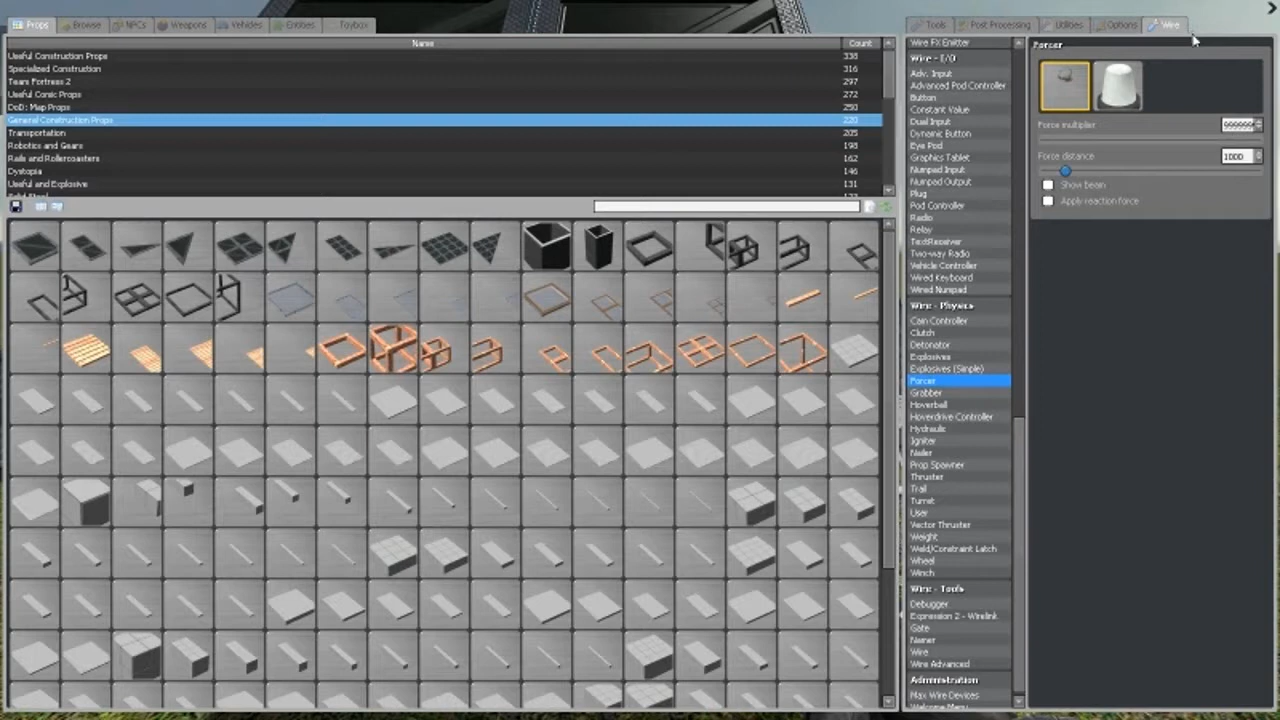 Props Browse NPCs Weapons Vehicles Entities Toybox
Name Count
Useful Construction Props 338
Specialized Construction 316
Team Fortress 2 297
Useful Comic Props 272
DoD: Map Props 250
General Construction Props 220
Transportation 205
Robotics and Gears 198
Rails and Rollercoasters 162
Dystopia 146
Useful and Explosive 131
Tools Post Processing Utilities Options Wire
Wire FX Emitter
Wire - I/O
Adv. Input
Advanced Pod Controller
Button
Constant Value
Dual Input
Dynamic Button
Eye Pod
Graphics Tablet
Numpad Input
Numpad Output
Plug
Pod Controller
Radio
Relay
TextReceiver
Two-way Radio
Vehicle Controller
Wired Keyboard
Wired Numpad
Wire - Physics
Cam Controller
Clutch
Detonator
Explosives
Explosives (Simple)
Forcer
Grabber
Hoverball
Hoverdrive Controller
Hydraulic
Igniter
Nailer
Prop Spawner
Thruster
Trail
Turret
User
Vector Thruster
Weight
Weld/Constraint Latch
Wheel
Winch
Wire - Tools
Debugger
Expression 2 - Wirelink
Gate
Namer
Wire
Wire Advanced
Administration
Max Wire Devices
Welcome Menu
Forcer
Force multiplier
Force distance 1000
Show beam
Apply reaction force